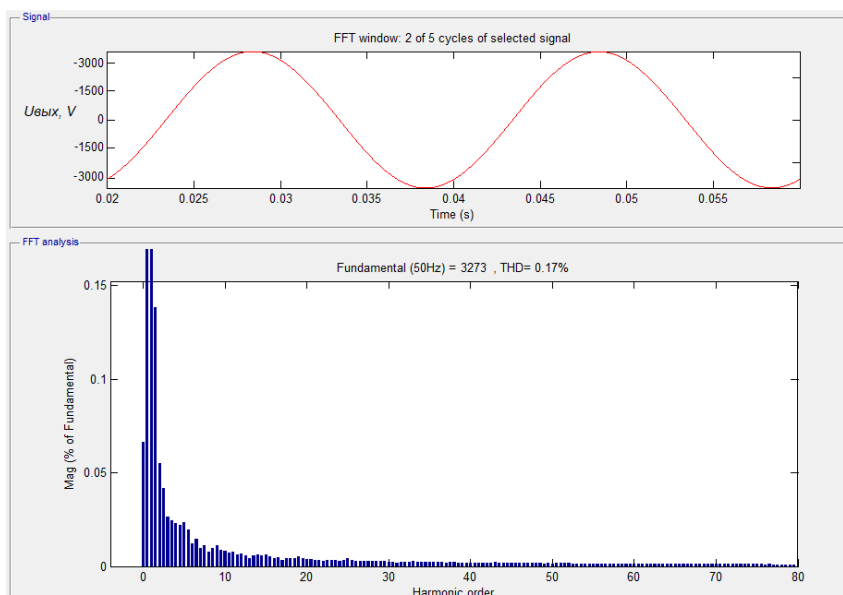 Signal
FFT window: 2 of 5 cycles of selected signal
-3000
-1500
0
-1500
-3000
Uвых, V
0.02 0.025 0.03 0.035 0.04 0.045 0.05 0.055
Time (s)
FFT analysis
Fundamental (50Hz) = 3273 , THD= 0.17%
0.15
0.1
0.05
0
Mag (% of Fundamental)
0 10 20 30 40 50 60 70 80
Harmonic order